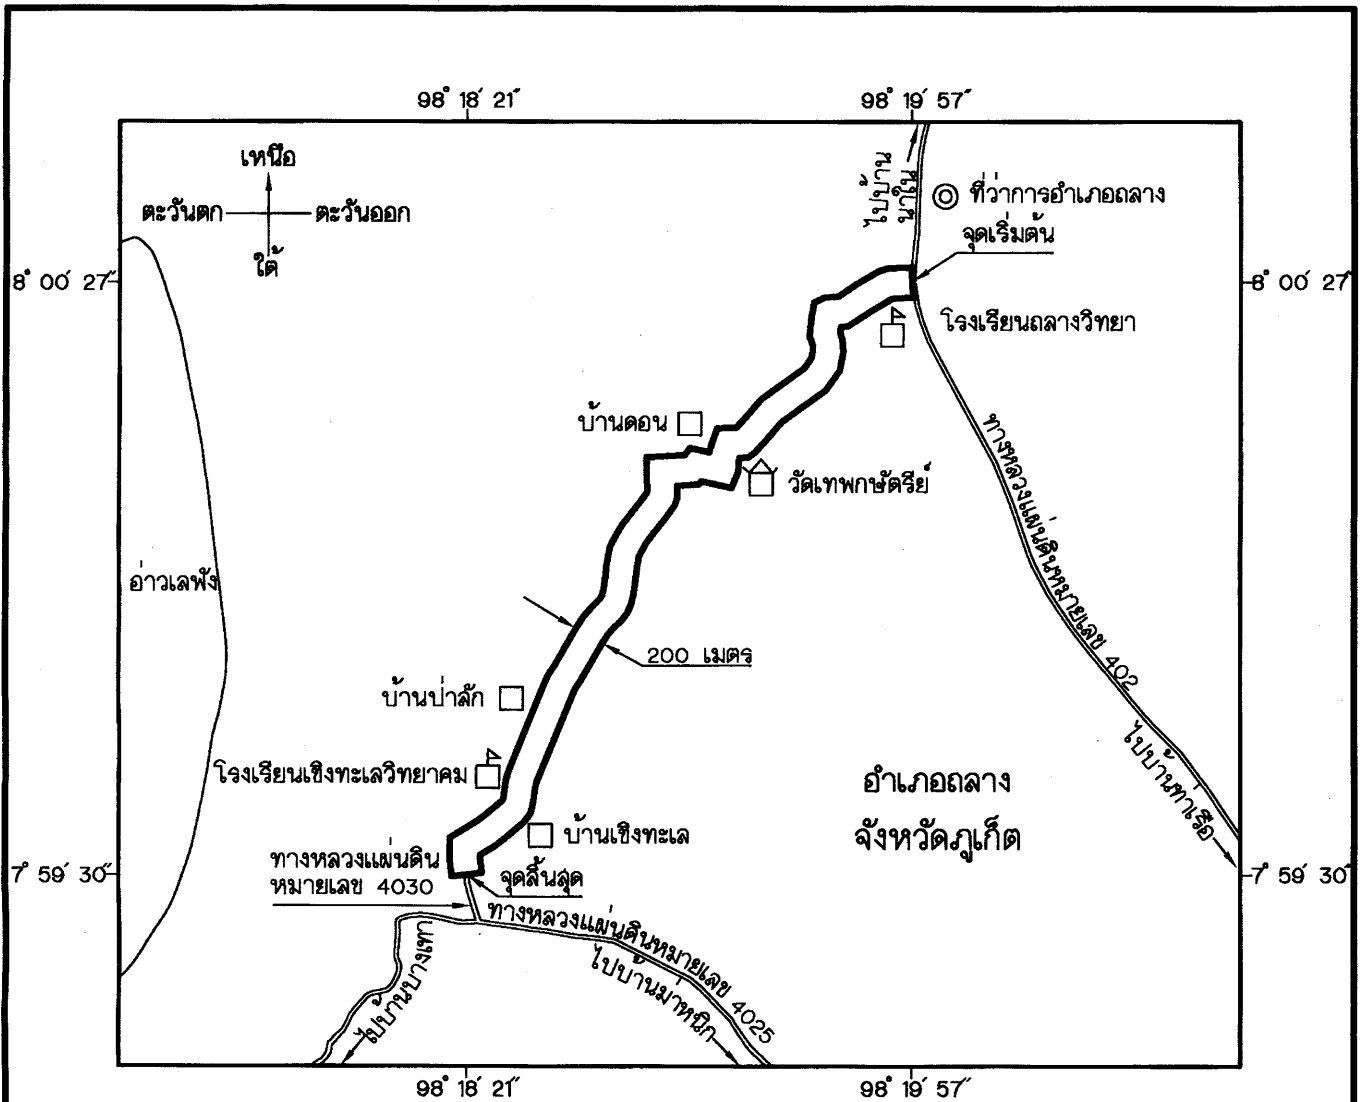 98° 18′ 21″
98° 19′ 57″
เหนือ
ตะวันตก
ตะวันออก
ใต้
ไปบ้าน
นาใน
ที่ว่าการอำเภอถลาง
จุดเริ่มต้น
8° 00′ 27″
8° 00′ 27″
โรงเรียนถลางวิทยา
บ้านดอน
วัดเทพกษัตรีย์
ทางหลวงแผ่นดินหมายเลข 402
อ่าวเลพัง
200 เมตร
บ้านป่าสัก
ไปบ้านท่าเรือ
โรงเรียนเชิงทะเลวิทยาคม
อำเภอถลาง
จังหวัดภูเก็ต
บ้านเชิงทะเล
ทางหลวงแผ่นดิน
หมายเลข 4030
7° 59′ 30″
7° 59′ 30″
จุดสิ้นสุด
ทางหลวงแผ่นดินหมายเลข 4025
ไปบ้านบางเทา
ไปบ้านมาหนิก
98° 18′ 21″
98° 19′ 57″